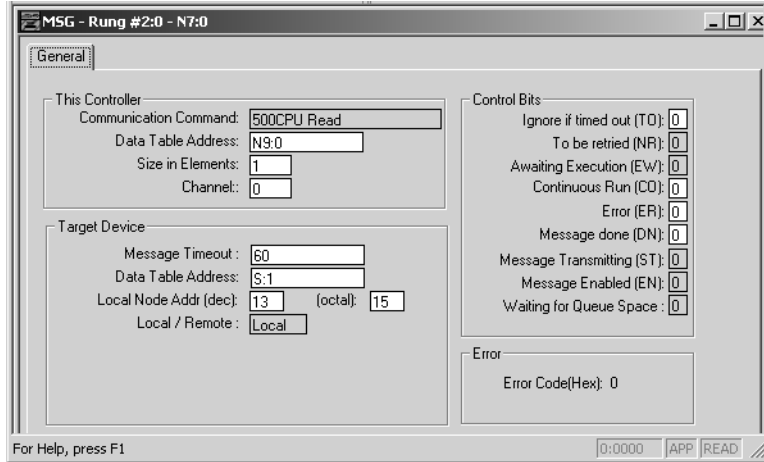 MSG - Rung #2:0 - N7:0
General
This Controller
Communication Command: 500CPU Read
Data Table Address: N9:0
Size in Elements: 1
Channel:: 0
Target Device
Message Timeout : 60
Data Table Address: S:1
Local Node Addr (dec): 13 (octal): 15
Local / Remote : Local
Control Bits
Ignore if timed out (TO): 0
To be retried (NR): 0
Awaiting Execution (EW): 0
Continuous Run (CO): 0
Error (ER): 0
Message done (DN): 0
Message Transmitting (ST): 0
Message Enabled (EN): 0
Waiting for Queue Space : 0
Error
Error Code(Hex): 0
For Help, press F1
0:0000 APP READ